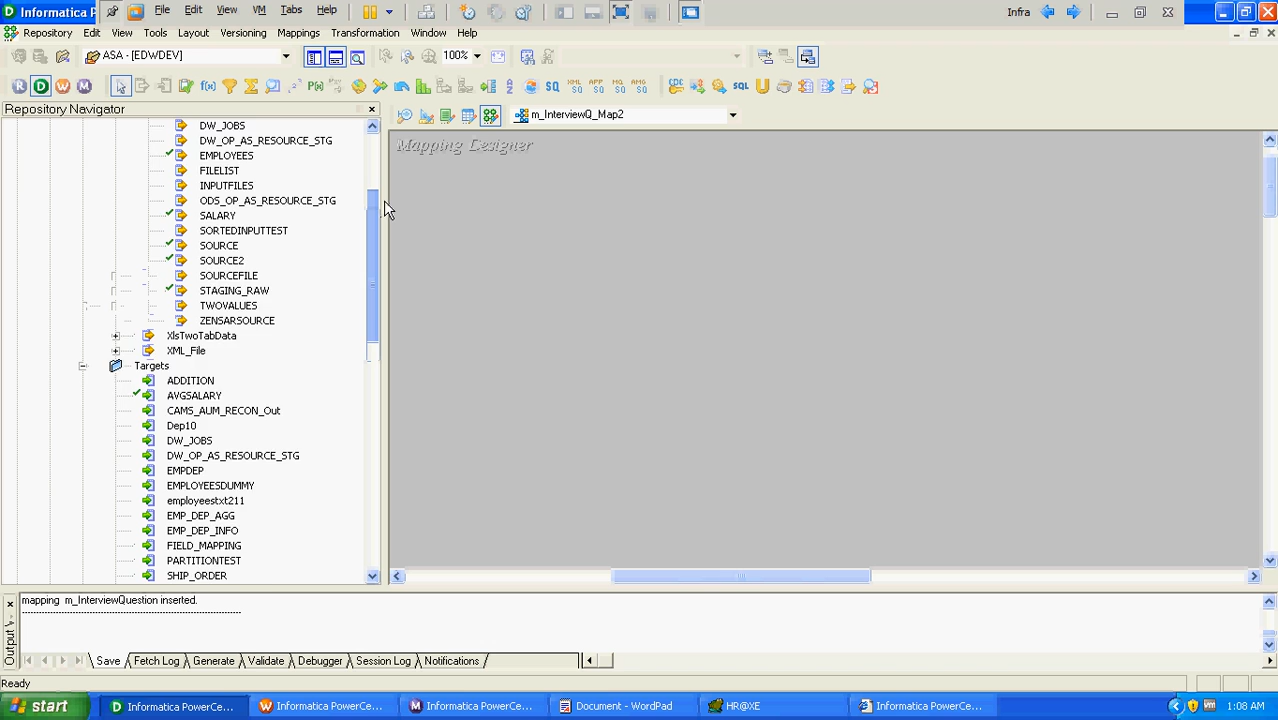 Informatica P
File Edit View VM Tabs Help
Infra
Repository Edit View Tools Layout Versioning Mappings Transformation Window Help
ASA - [EDWDEV]
100%
Repository Navigator
m_InterviewQ_Map2
Mapping Designer
DW_JOBS
DW_OP_AS_RESOURCE_STG
EMPLOYEES
FILELIST
INPUTFILES
ODS_OP_AS_RESOURCE_STG
SALARY
SORTEDINPUTTEST
SOURCE
SOURCE2
SOURCEFILE
STAGING_RAW
TWOVALUES
ZENSARSOURCE
XlsTwoTabData
XML_File
Targets
ADDITION
AVGSALARY
CAMS_AUM_RECON_Out
Dep10
DW_JOBS
DW_OP_AS_RESOURCE_STG
EMPDEP
EMPLOYEESDUMMY
employeestxt211
EMP_DEP_AGG
EMP_DEP_INFO
FIELD_MAPPING
PARTITIONTEST
SHIP_ORDER
mapping m_InterviewQuestion inserted.
Save Fetch Log Generate Validate Debugger Session Log Notifications
Ready
start Informatica PowerCe... Informatica PowerCe... Informatica PowerCe... Document - WordPad HR@XE Informatica PowerCe... 1:08 AM